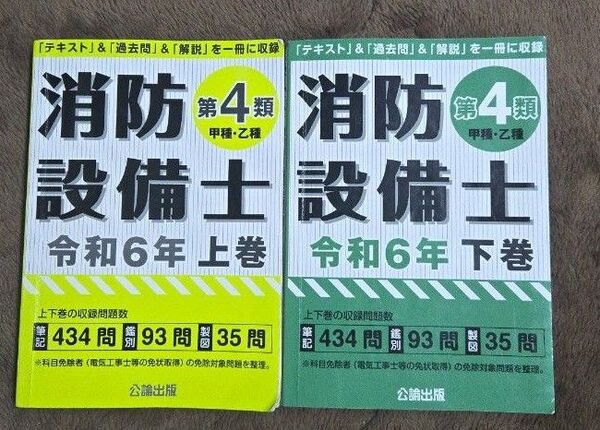 「テキスト」&「過去問」&「解説」を一冊に収録
消防
設備士
第4類
甲種・乙種
令和6年 上巻
上下巻の収録問題数
筆記 434問 鑑別 93問 製図 35問
※科目免除者(電気工事士等の免状取得)の免除対象問題を整理。
公論出版
「テキスト」&「過去問」&「解説」を一冊に収録
消防
設備士
第4類
甲種・乙種
令和6年 下巻
上下巻の収録問題数
筆記 434問 鑑別 93問 製図 35問
※科目免除者(電気工事士等の免状取得)の免除対象問題を整理。
公論出版